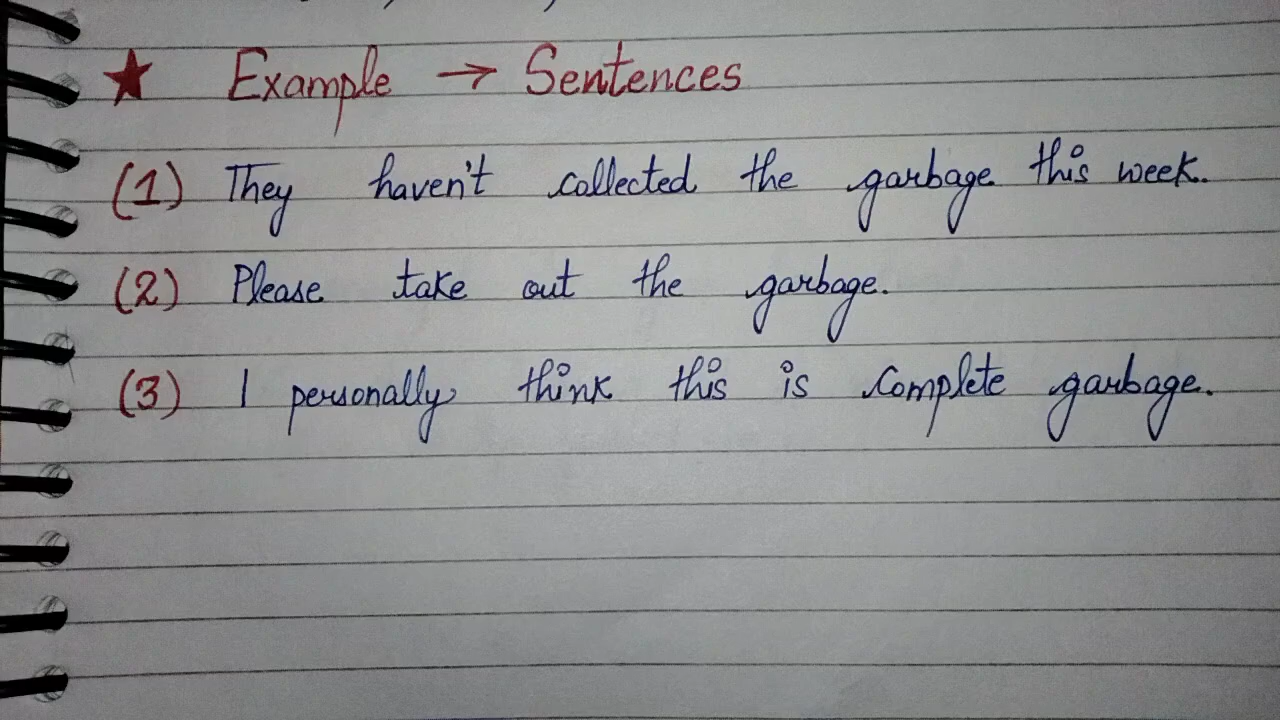 ★ Example → Sentences
(1) They haven't collected the garbage this week.
(2) Please take out the garbage.
(3) I personally think this is complete garbage.